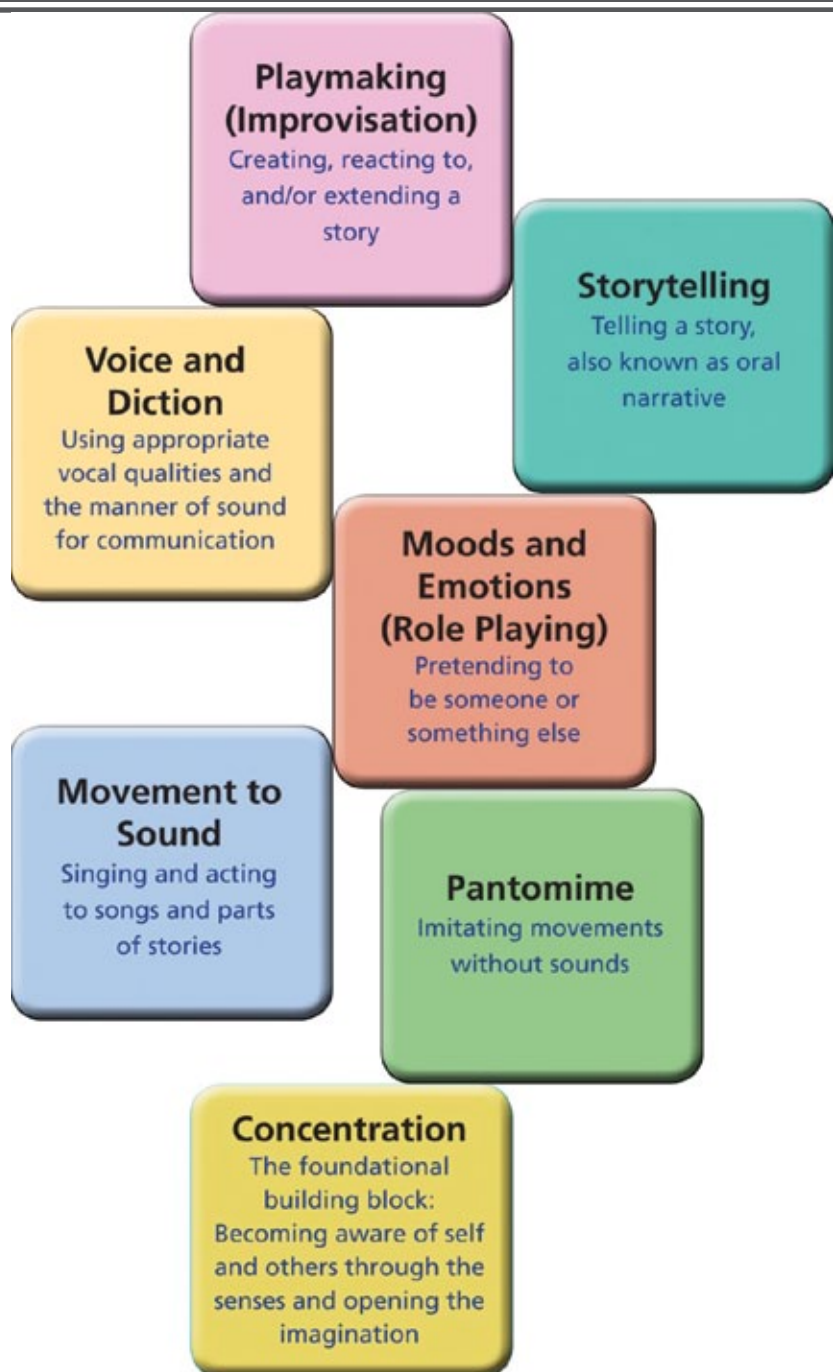 Playmaking
(Improvisation)
Creating, reacting to,
and/or extending a
story
Storytelling
Telling a story,
also known as oral
narrative
Voice and
Diction
Using appropriate
vocal qualities and
the manner of sound
for communication
Moods and
Emotions
(Role Playing)
Pretending to
be someone or
something else
Movement to
Sound
Singing and acting
to songs and parts
of stories
Pantomime
Imitating movements
without sounds
Concentration
The foundational
building block:
Becoming aware of self
and others through the
senses and opening the
imagination